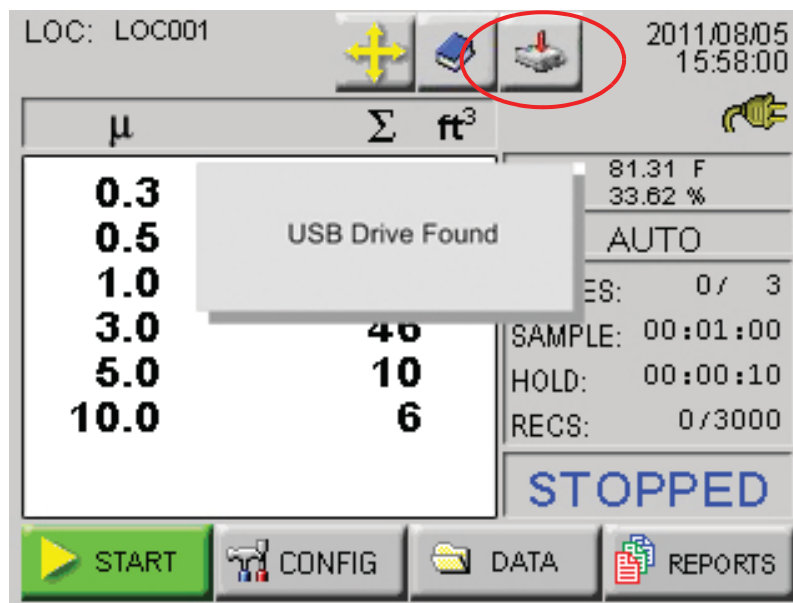 LOC: LOC001
2011/08/05
15:58:00
µ Σ ft³
81.31 F
33.62 %
USB Drive Found
AUTO
0.3
0.5
1.0
3.0 46
5.0 10
10.0 6
0/ 3
SAMPLE: 00:01:00
HOLD: 00:00:10
RECS: 0/3000
STOPPED
START
CONFIG
DATA
REPORTS